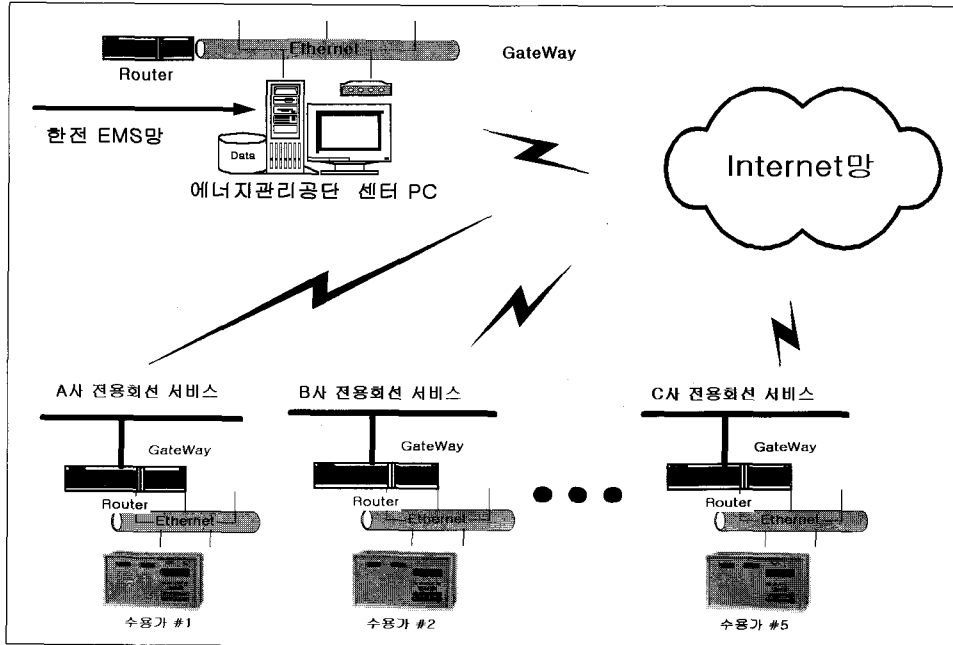 Ethernet
GateWay
Router
한전 EMS망
Data
에너지관리공단 센터 PC
Internet망
A사 전용회선 서비스
B사 전용회선 서비스
C사 전용회선 서비스
GateWay
GateWay
GateWay
Router
Router
Router
Ethernet
Ethernet
Ethernet
수용가 #1
수용가 #2
수용가 #5